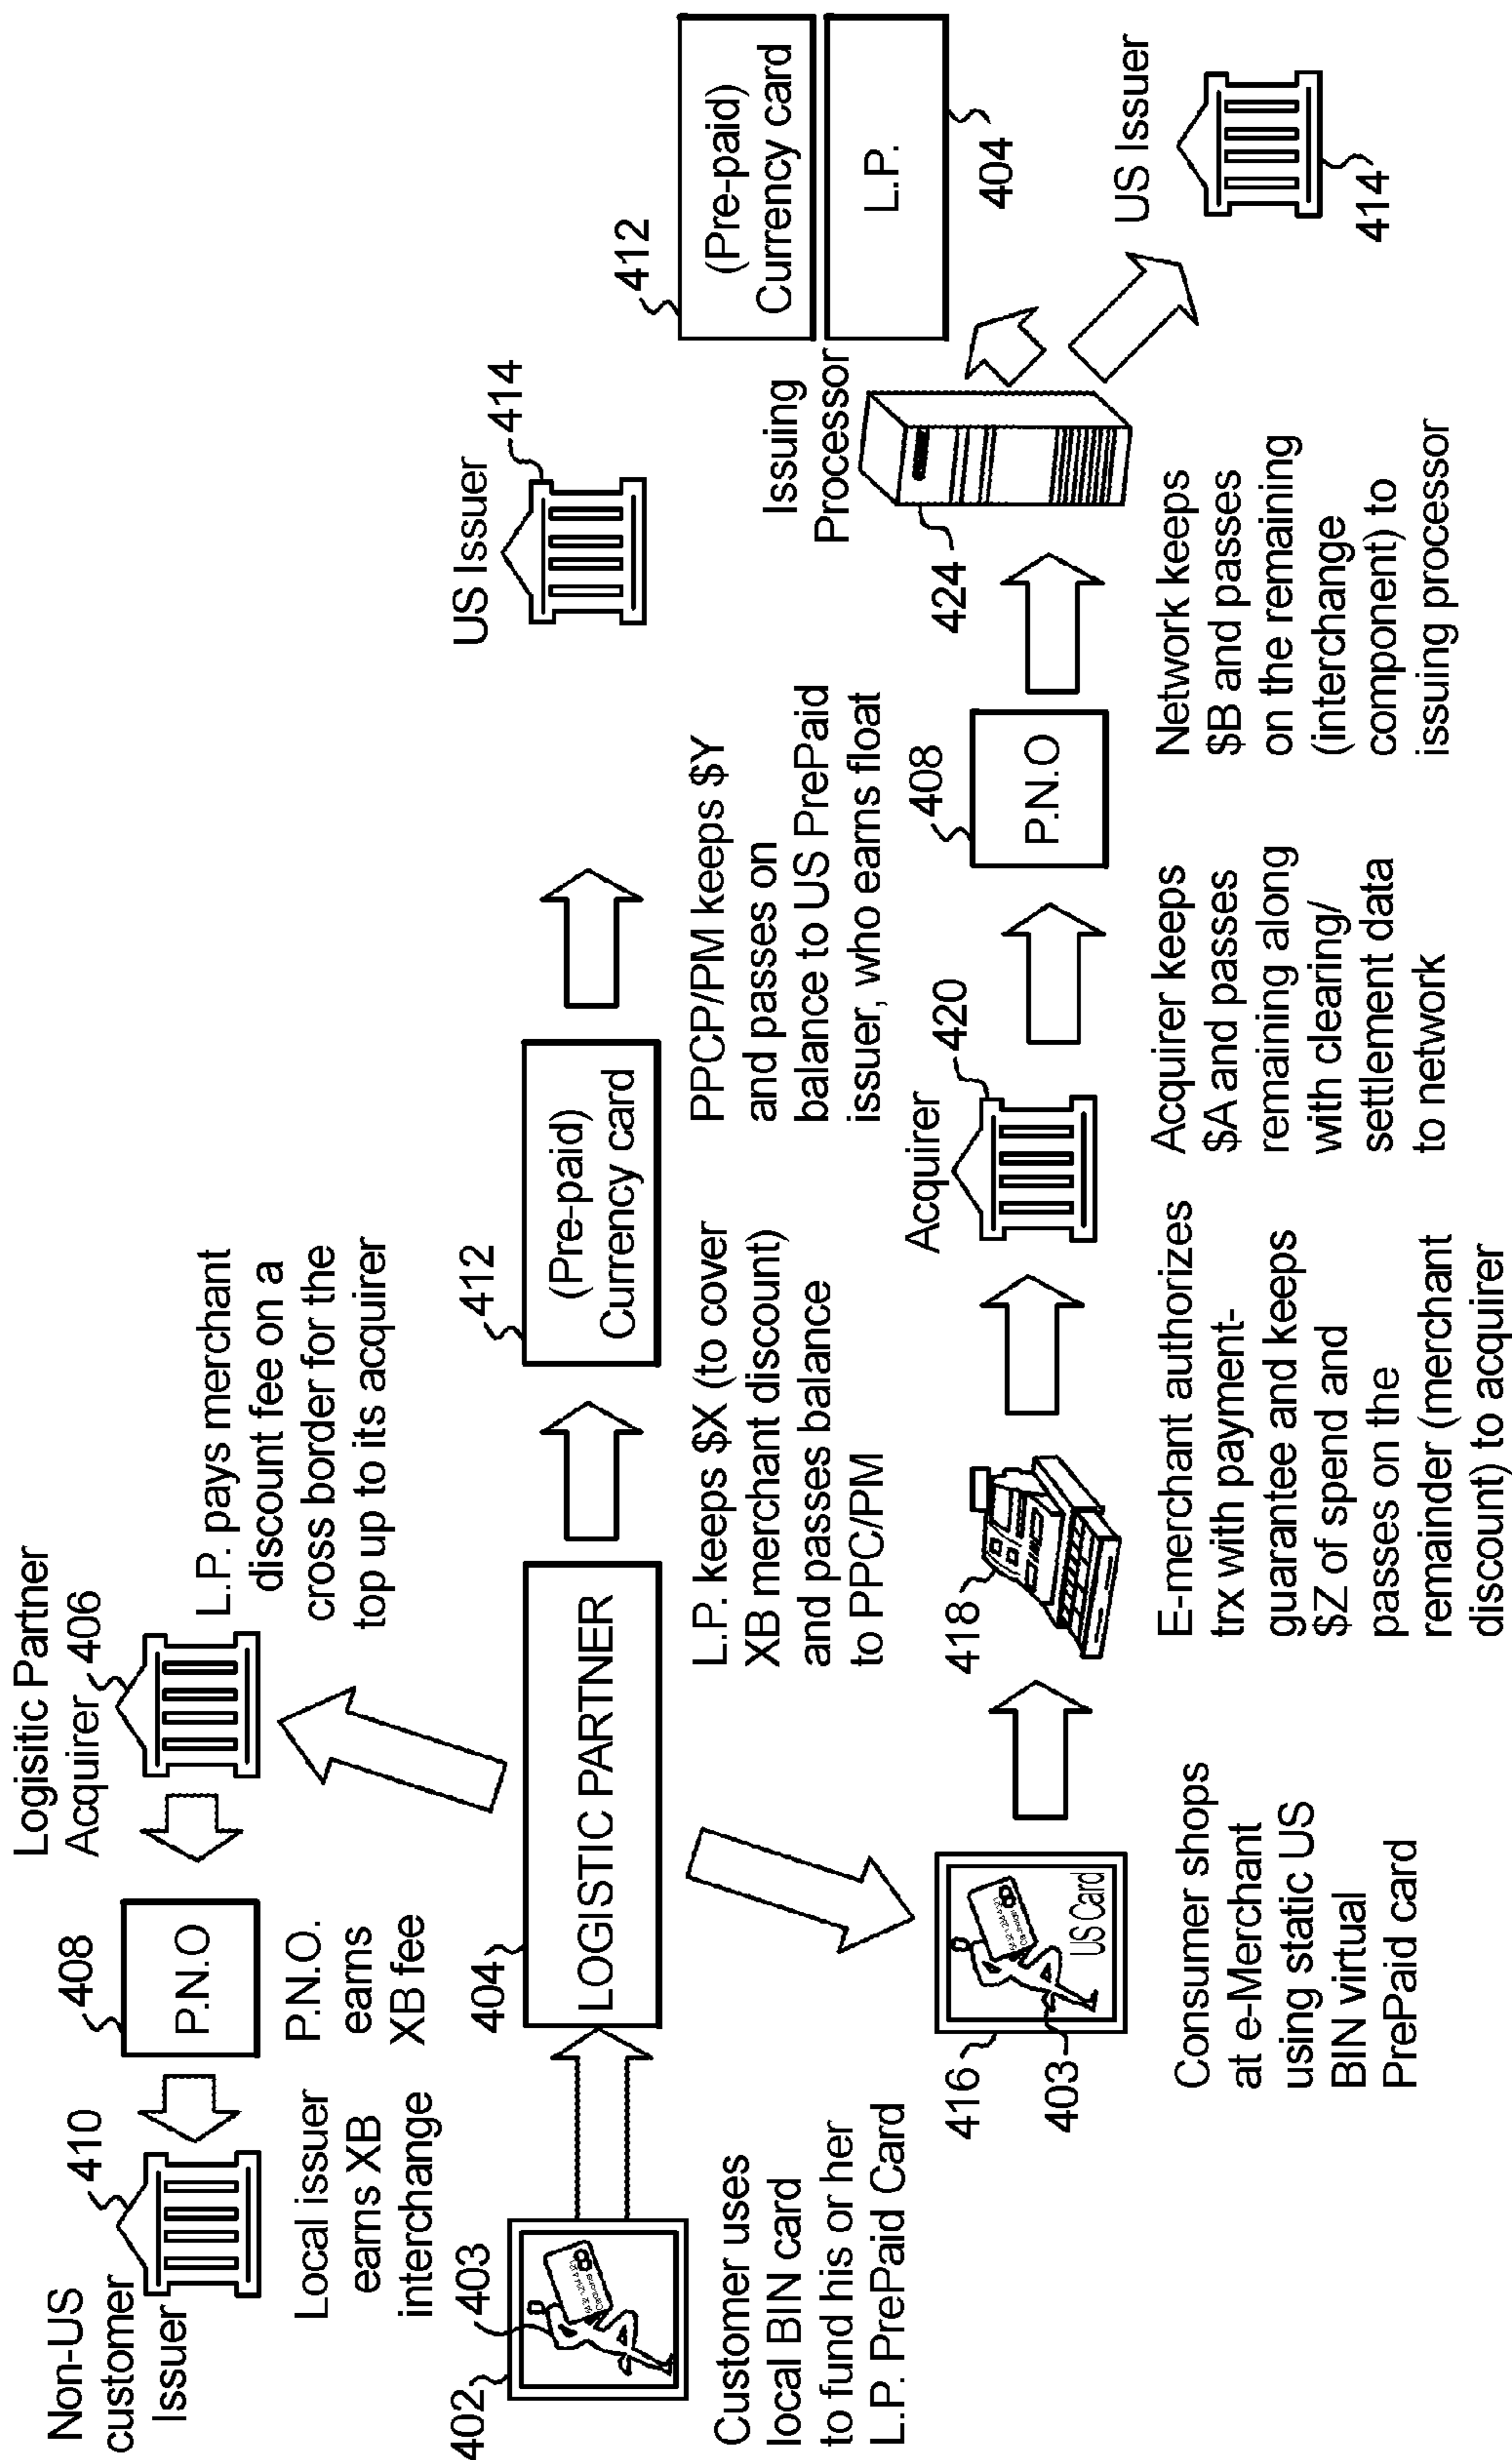 Non-US
customer
Issuer
410
Local issuer
earns XB
interchange
408
P.N.O
P.N.O.
earns
XB fee
Logisitic Partner
Acquirer
406
L.P. pays merchant
discount fee on a
cross border for the
top up to its acquirer
402
403
Customer uses
local BIN card
to fund his or her
L.P. PrePaid Card
404
LOGISTIC PARTNER
L.P. keeps $X (to cover
XB merchant discount)
and passes balance
to PPC/PM
412
(Pre-paid)
Currency card
PPCP/PM keeps $Y
and passes on
balance to US PrePaid
issuer, who earns float
US Issuer
414
416
403
US Card
Consumer shops
at e-Merchant
using static US
BIN virtual
PrePaid card
418
E-merchant authorizes
trx with payment-
guarantee and keeps
$Z of spend and
passes on the
remainder (merchant
discount) to acquirer
Acquirer
420
Acquirer keeps
$A and passes
remaining along
with clearing/
settlement data
to network
408
P.N.O
Network keeps
$B and passes
on the remaining
(interchange
component) to
issuing processor
Issuing
Processor
424
412
(Pre-paid)
Currency card
L.P.
404
US Issuer
414